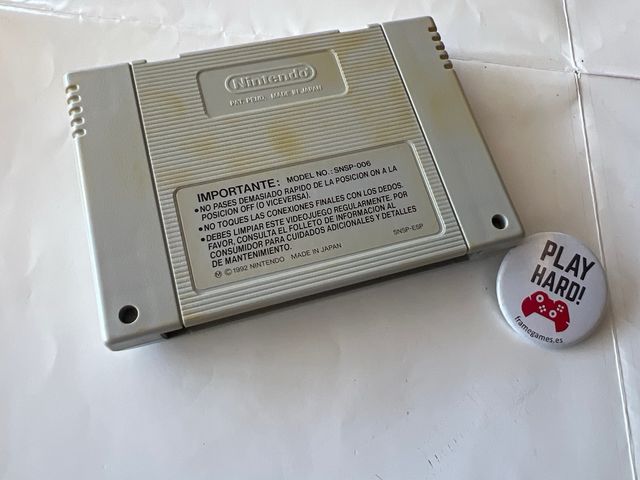 Nintendo
PAT. PEND. MADE IN JAPAN
IMPORTANTE: MODEL NO.: SNSP-006
• NO PASES DEMASIADO RAPIDO DE LA POSICION ON A LA
POSICION OFF (O VICEVERSA).
• NO TOQUES LAS CONEXIONES FINALES CON LOS DEDOS.
• DEBES LIMPIAR ESTE VIDEOJUEGO REGULARMENTE. POR
FAVOR, CONSULTA EL FOLLETO DE INFORMACION AL
CONSUMIDOR PARA CUIDADOS ADICIONALES Y DETALLES
DE MANTENIMIENTO.
SNSP-ESP
Ⓜ ©1992 NINTENDO MADE IN JAPAN
PLAY
HARD!
framegames.es